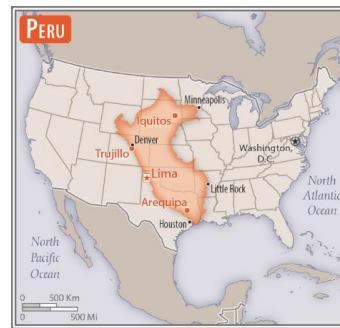 PERU
Minneapolis
Iquitos
Denver
Washington,
D.C.
Trujillo
Lima
Little Rock
Arequipa
Houston
North
Pacific
Ocean
North
Atlantic
Ocean
0 500 Km
0 500 Mi